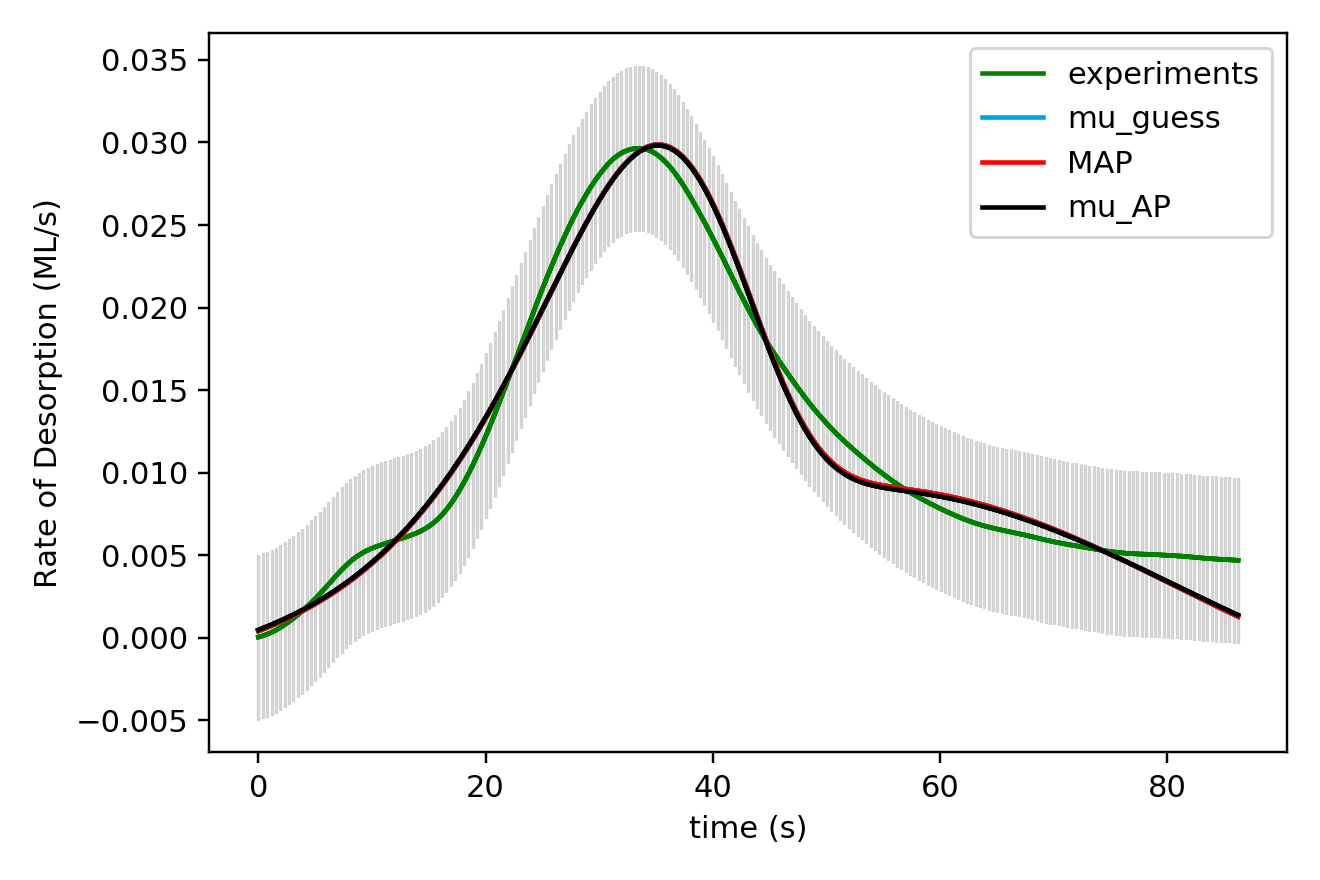 0.035
0.030
0.025
0.020
0.015
0.010
0.005
0.000
−0.005
Rate of Desorption (ML/s)
experiments
mu_guess
MAP
mu_AP
0 20 40 60 80
time (s)